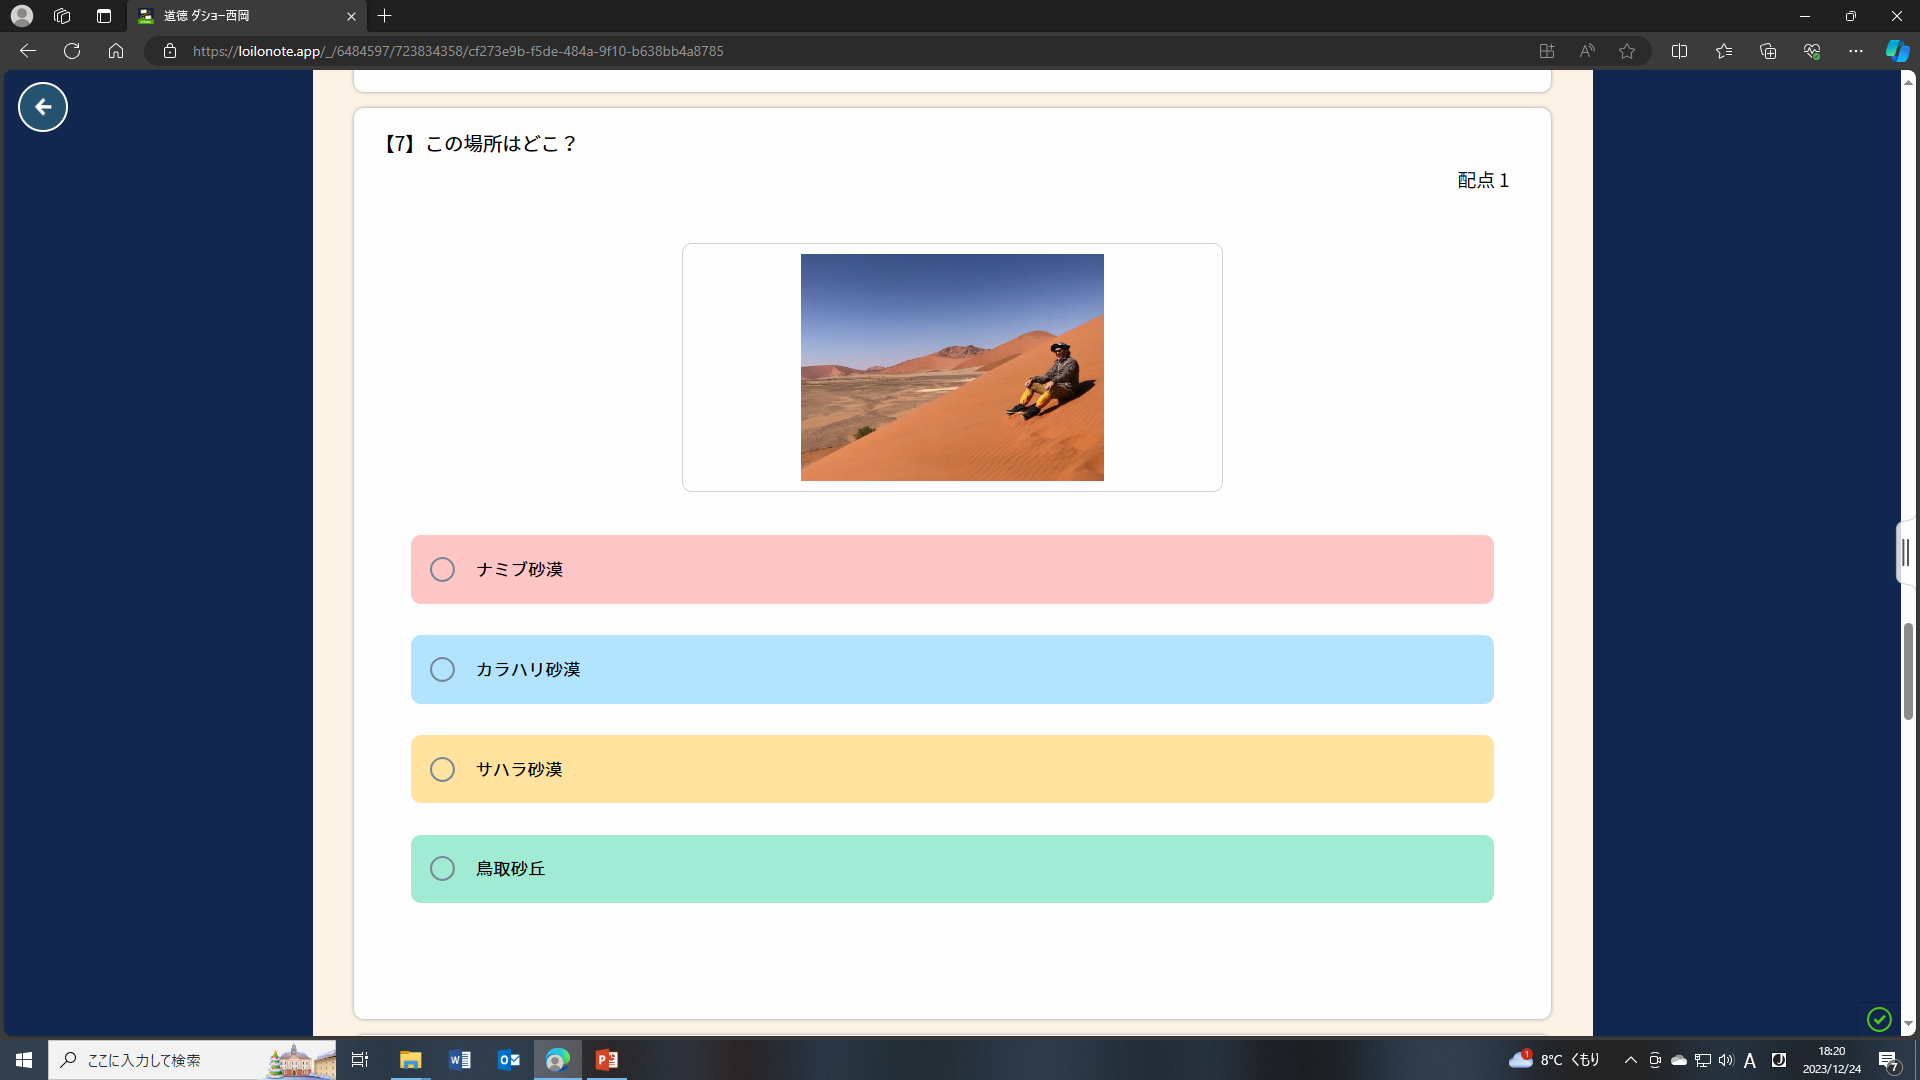 道徳 ダショー西岡
https://loilonote.app/_/6484597/723834358/cf273e9b-f5de-484a-9f10-b638bb4a8785
【7】この場所はどこ？
配点 1
ナミブ砂漠
カラハリ砂漠
サハラ砂漠
鳥取砂丘
ここに入力して検索
8°C くもり
A
18:20
2023/12/24
7